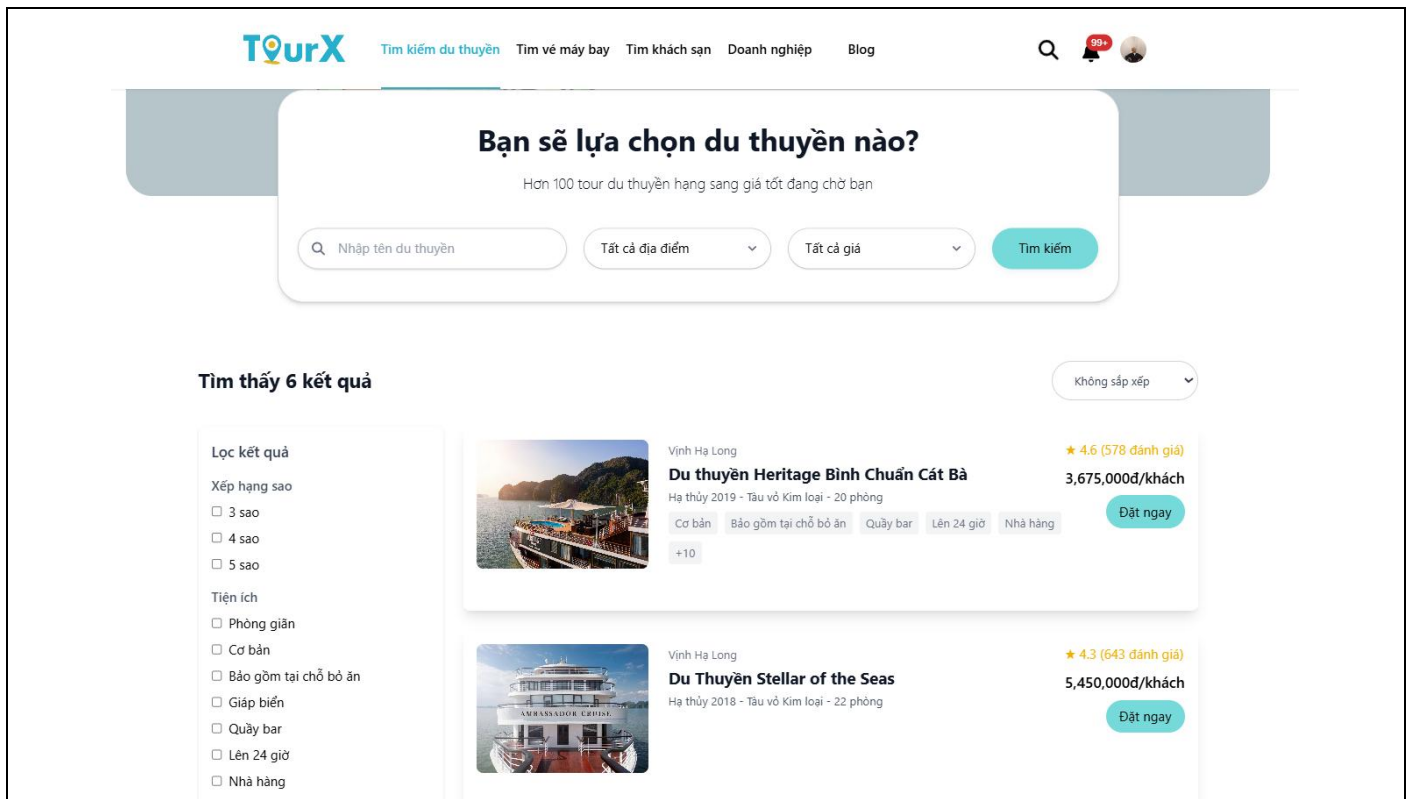 TourX
Tìm kiếm du thuyền Tìm vé máy bay Tìm khách sạn Doanh nghiệp Blog
99+
Bạn sẽ lựa chọn du thuyền nào?
Hơn 100 tour du thuyền hạng sang giá tốt đang chờ bạn
Nhập tên du thuyền Tất cả địa điểm Tất cả giá Tìm kiếm
Tìm thấy 6 kết quả
Không sắp xếp
Lọc kết quả
Xếp hạng sao
3 sao
4 sao
5 sao
Tiện ích
Phòng giãn
Cơ bản
Bảo gồm tại chỗ bỏ ăn
Giáp biển
Quầy bar
Lên 24 giờ
Nhà hàng
Vịnh Hạ Long
Du thuyền Heritage Bình Chuẩn Cát Bà
Hạ thủy 2019 - Tàu vỏ Kim loại - 20 phòng
Cơ bản Bảo gồm tại chỗ bỏ ăn Quầy bar Lên 24 giờ Nhà hàng
+10
★ 4.6 (578 đánh giá)
3,675,000đ/khách
Đặt ngay
AMBASSADOR CRUISE
Vịnh Hạ Long
Du Thuyền Stellar of the Seas
Hạ thủy 2018 - Tàu vỏ Kim loại - 22 phòng
★ 4.3 (643 đánh giá)
5,450,000đ/khách
Đặt ngay